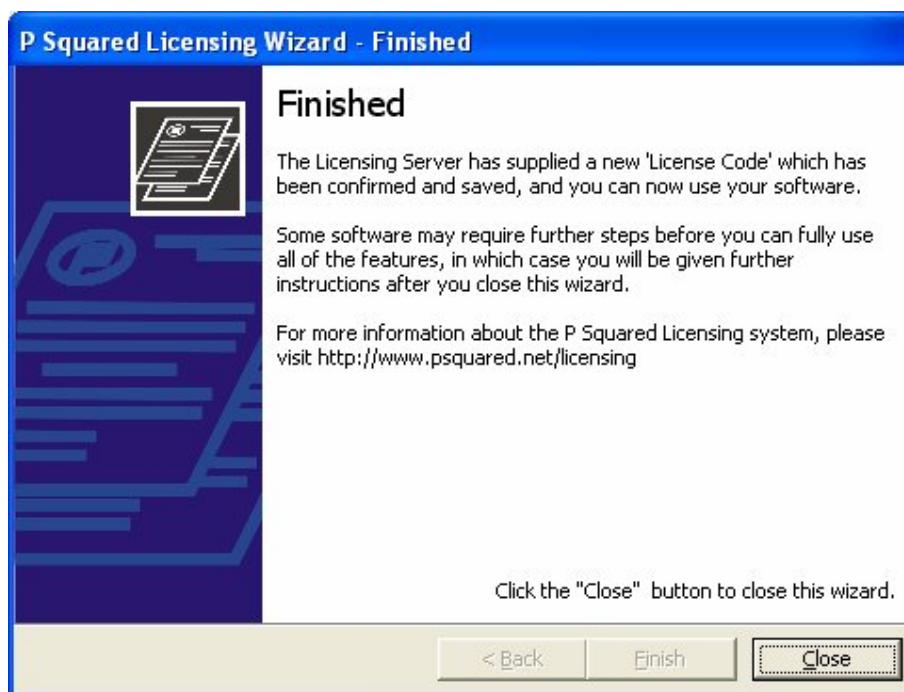 P Squared Licensing Wizard - Finished
Finished
The Licensing Server has supplied a new 'License Code' which has
been confirmed and saved, and you can now use your software.
Some software may require further steps before you can fully use
all of the features, in which case you will be given further
instructions after you close this wizard.
For more information about the P Squared Licensing system, please
visit http://www.psquared.net/licensing
Click the "Close" button to close this wizard.
< Back
Finish
Close